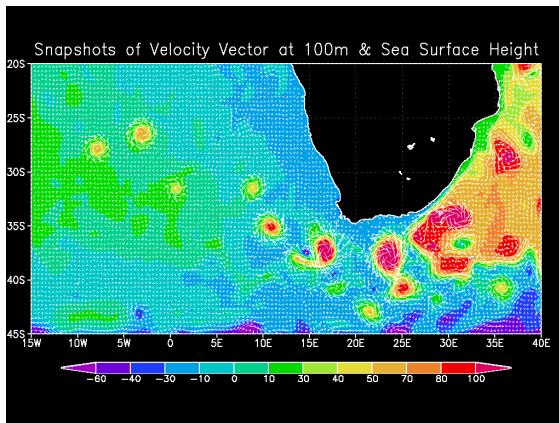 Snapshots of Velocity Vector at 100m & Sea Surface Height
20S
25S
30S
35S
40S
45S
15W 10W 5W 0 5E 10E 15E 20E 25E 30E 35E 40E
-60 -40 -30 -10 0 10 30 40 50 70 80 100